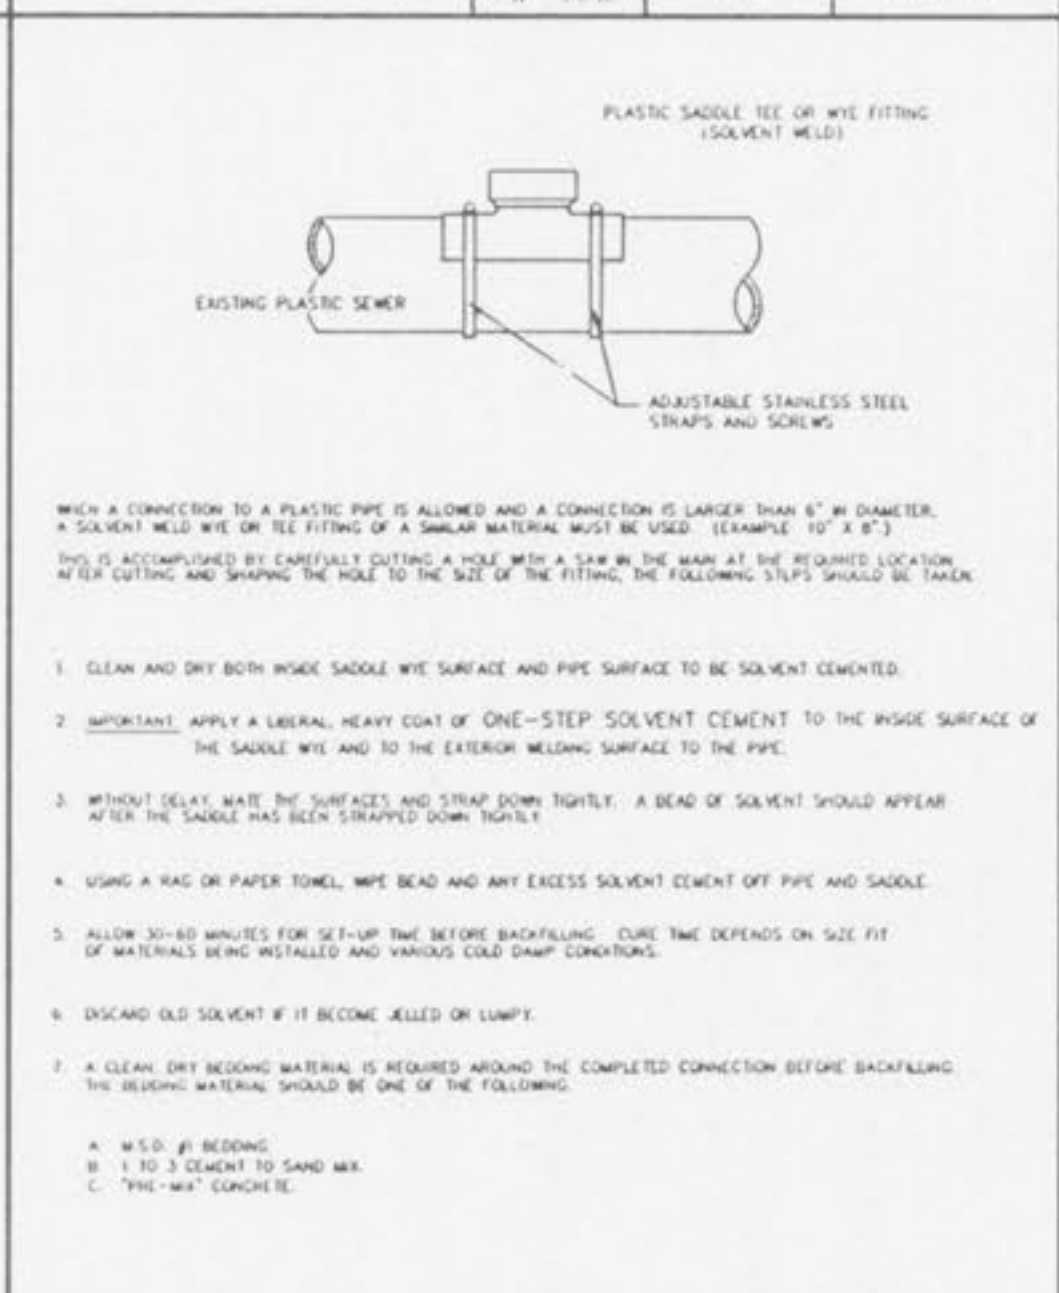 PLASTIC SADDLE TEE OR WYE FITTING
(SOLVENT WELD)
EXISTING PLASTIC SEWER
ADJUSTABLE STAINLESS STEEL
STRAPS AND SCREWS
WHEN A CONNECTION TO A PLASTIC PIPE IS ALLOWED AND A CONNECTION IS LARGER THAN 6" IN DIAMETER,
A SOLVENT WELD WYE OR TEE FITTING OF A SIMILAR MATERIAL MUST BE USED. (EXAMPLE 10" X 8".)
THIS IS ACCOMPLISHED BY CAREFULLY CUTTING A HOLE WITH A SAW IN THE MAIN AT THE REQUIRED LOCATION
AFTER CUTTING AND SHAPING THE HOLE TO THE SIZE OF THE FITTING, THE FOLLOWING STEPS SHOULD BE TAKEN.
1. CLEAN AND DRY BOTH INSIDE SADDLE WYE SURFACE AND PIPE SURFACE TO BE SOLVENT CEMENTED.
2. IMPORTANT APPLY A LIBERAL, HEAVY COAT OF ONE-STEP SOLVENT CEMENT TO THE INSIDE SURFACE OF
THE SADDLE WYE AND TO THE EXTERIOR WELDING SURFACE TO THE PIPE.
3. WITHOUT DELAY, MATE THE SURFACES AND STRAP DOWN TIGHTLY. A BEAD OF SOLVENT SHOULD APPEAR
AFTER THE SADDLE HAS BEEN STRAPPED DOWN TIGHTLY.
4. USING A RAG OR PAPER TOWEL, WIPE BEAD AND ANY EXCESS SOLVENT CEMENT OFF PIPE AND SADDLE.
5. ALLOW 30-60 MINUTES FOR SET-UP TIME BEFORE BACKFILLING. CURE TIME DEPENDS ON SIZE FIT
OF MATERIALS BEING INSTALLED AND VARIOUS COLD DAMP CONDITIONS.
6. DISCARD OLD SOLVENT IF IT BECOME JELLED OR LUMPY.
7. A CLEAN, DRY BEDDING MATERIAL IS REQUIRED AROUND THE COMPLETED CONNECTION BEFORE BACKFILLING.
THE BEDDING MATERIAL SHOULD BE ONE OF THE FOLLOWING:
A. M.S.D. #1 BEDDING
B. 1 TO 3 CEMENT TO SAND MIX.
C. "PRE-MIX" CONCRETE.